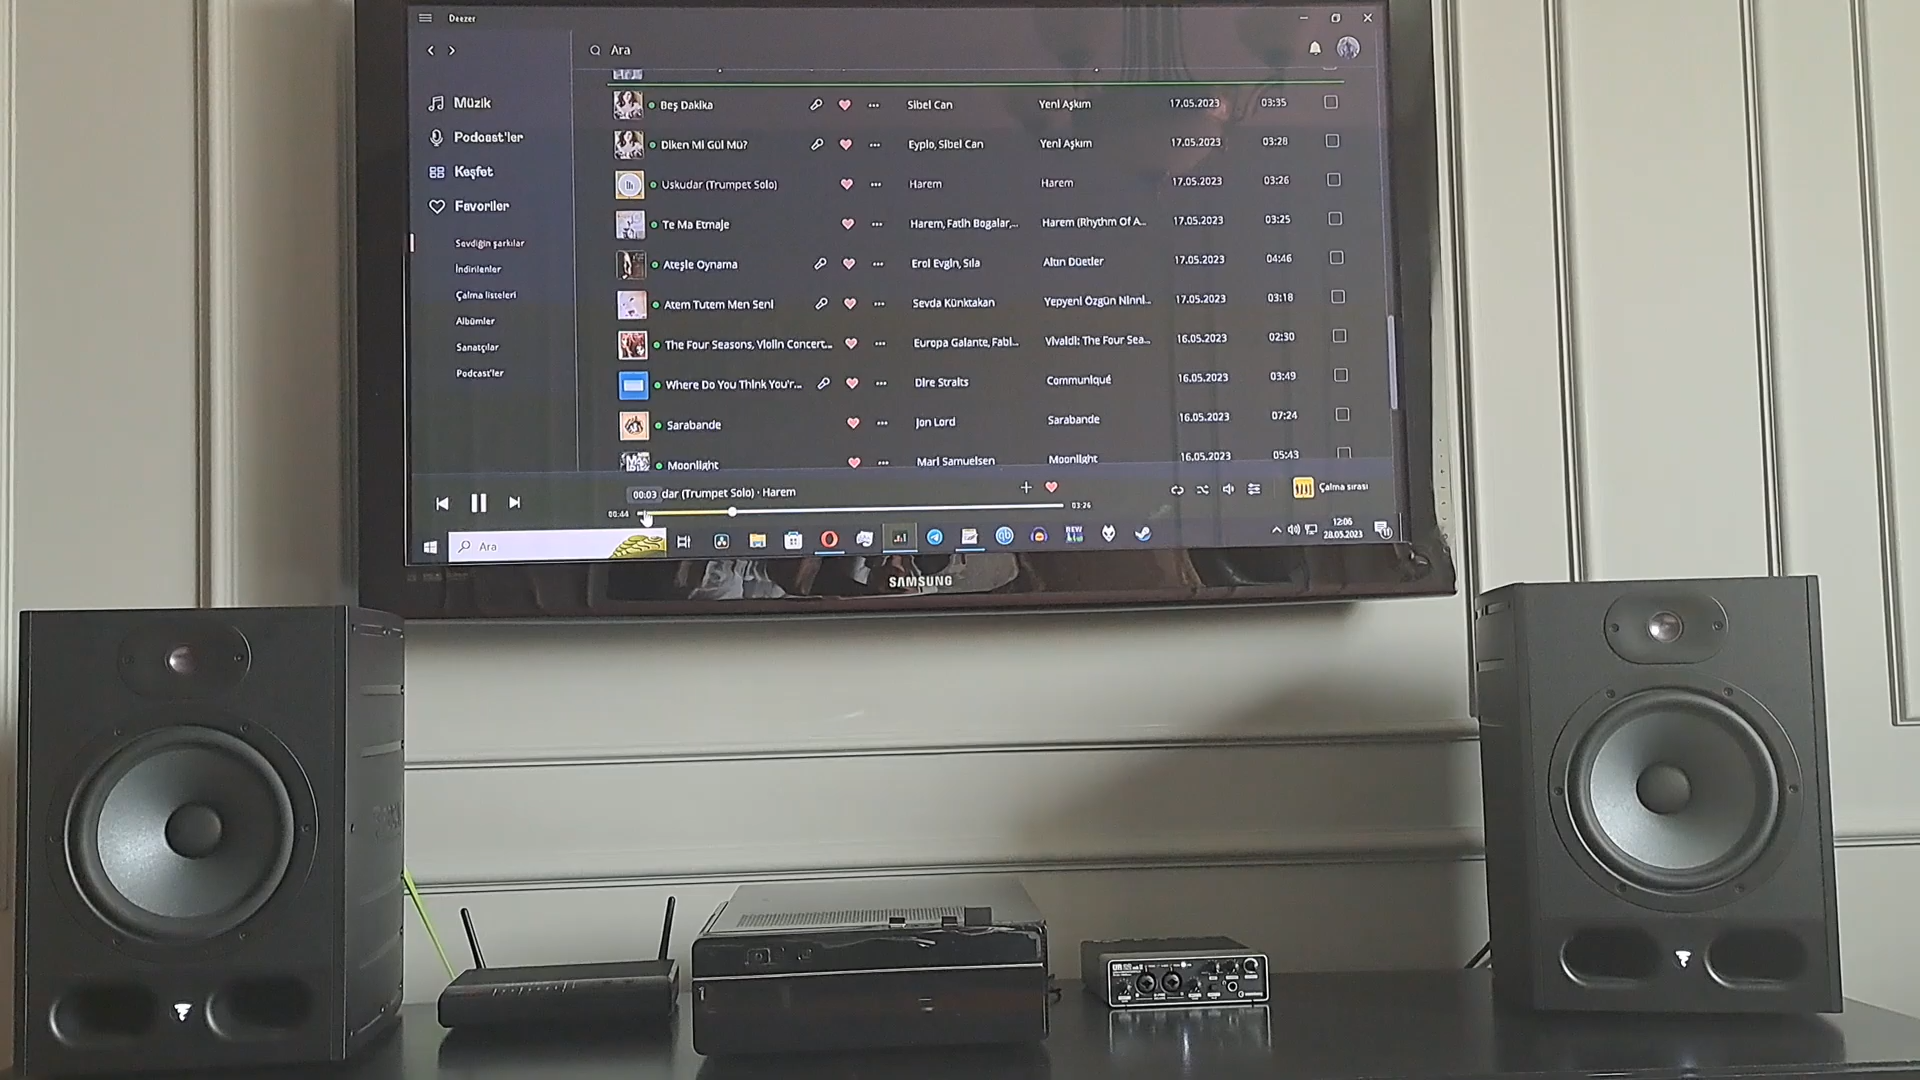 Deezer
Ara
Müzik
Podcast'ler
Keşfet
Favoriler
Sevdiğin şarkılar
İndirilenler
Çalma listeleri
Albümler
Sanatçılar
Podcast'ler
Beş Dakika Sibel Can Yeni Aşkım 17.05.2023 03:35
Diken Mi Gül Mü? Eypio, Sibel Can Yeni Aşkım 17.05.2023 03:28
Uskudar (Trumpet Solo) Harem Harem 17.05.2023 03:26
Te Ma Etmaje Harem, Fatih Bogalar,... Harem (Rhythm Of A... 17.05.2023 03:25
Ateşle Oynama Erol Evgin, Sıla Altın Düetler 17.05.2023 04:46
Atem Tutem Men Seni Sevda Künktakan Yepyeni Özgün Ninni... 17.05.2023 03:18
The Four Seasons, Violin Concert... Europa Galante, Fabi... Vivaldi: The Four Sea... 16.05.2023 02:30
Where Do You Think You'r... Dire Straits Communiqué 16.05.2023 03:49
Sarabande Jon Lord Sarabande 16.05.2023 07:24
Moonlight Mari Samuelsen Moonlight 16.05.2023 05:43
00:03 dar (Trumpet Solo) · Harem
Çalma sırası
00:44 03:26
Ara
12:06
28.05.2023
SAMSUNG